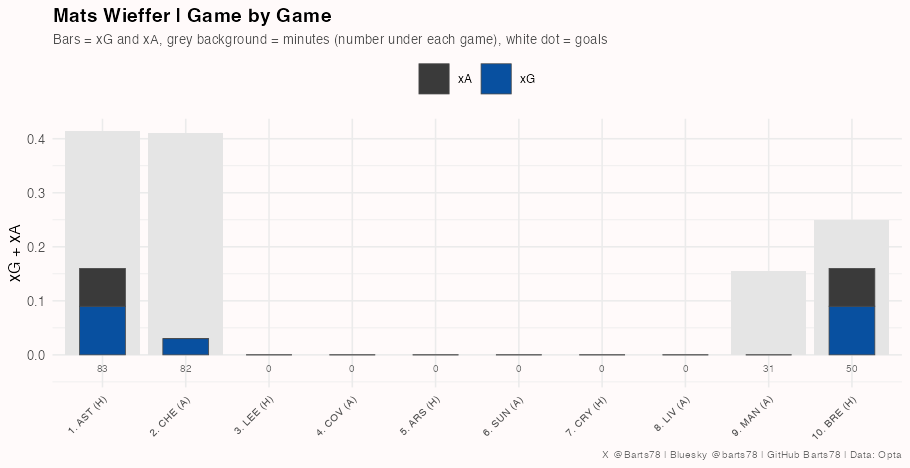 Mats Wieffer | Game by Game
Bars = xG and xA, grey background = minutes (number under each game), white dot = goals
xA xG
xG + xA
0.4
0.3
0.2
0.1
0.0
83 82 0 0 0 0 0 0 31 50
1. AST (H) 2. CHE (A) 3. LEE (H) 4. COV (A) 5. ARS (H) 6. SUN (A) 7. CRY (H) 8. LIV (A) 9. MAN (A) 10. BRE (H)
X @Barts78 | Bluesky @barts78 | GitHub Barts78 | Data: Opta